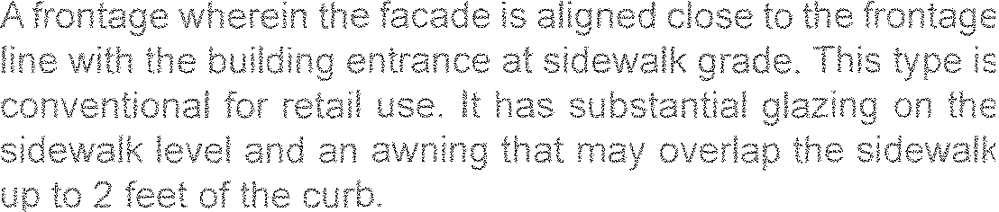 A frontage wherein the facade is aligned close to the frontage
line with the building entrance at sidewalk grade. This type is
conventional for retail use. It has substantial glazing on the
sidewalk level and an awning that may overlap the sidewalk
up to 2 feet of the curb.